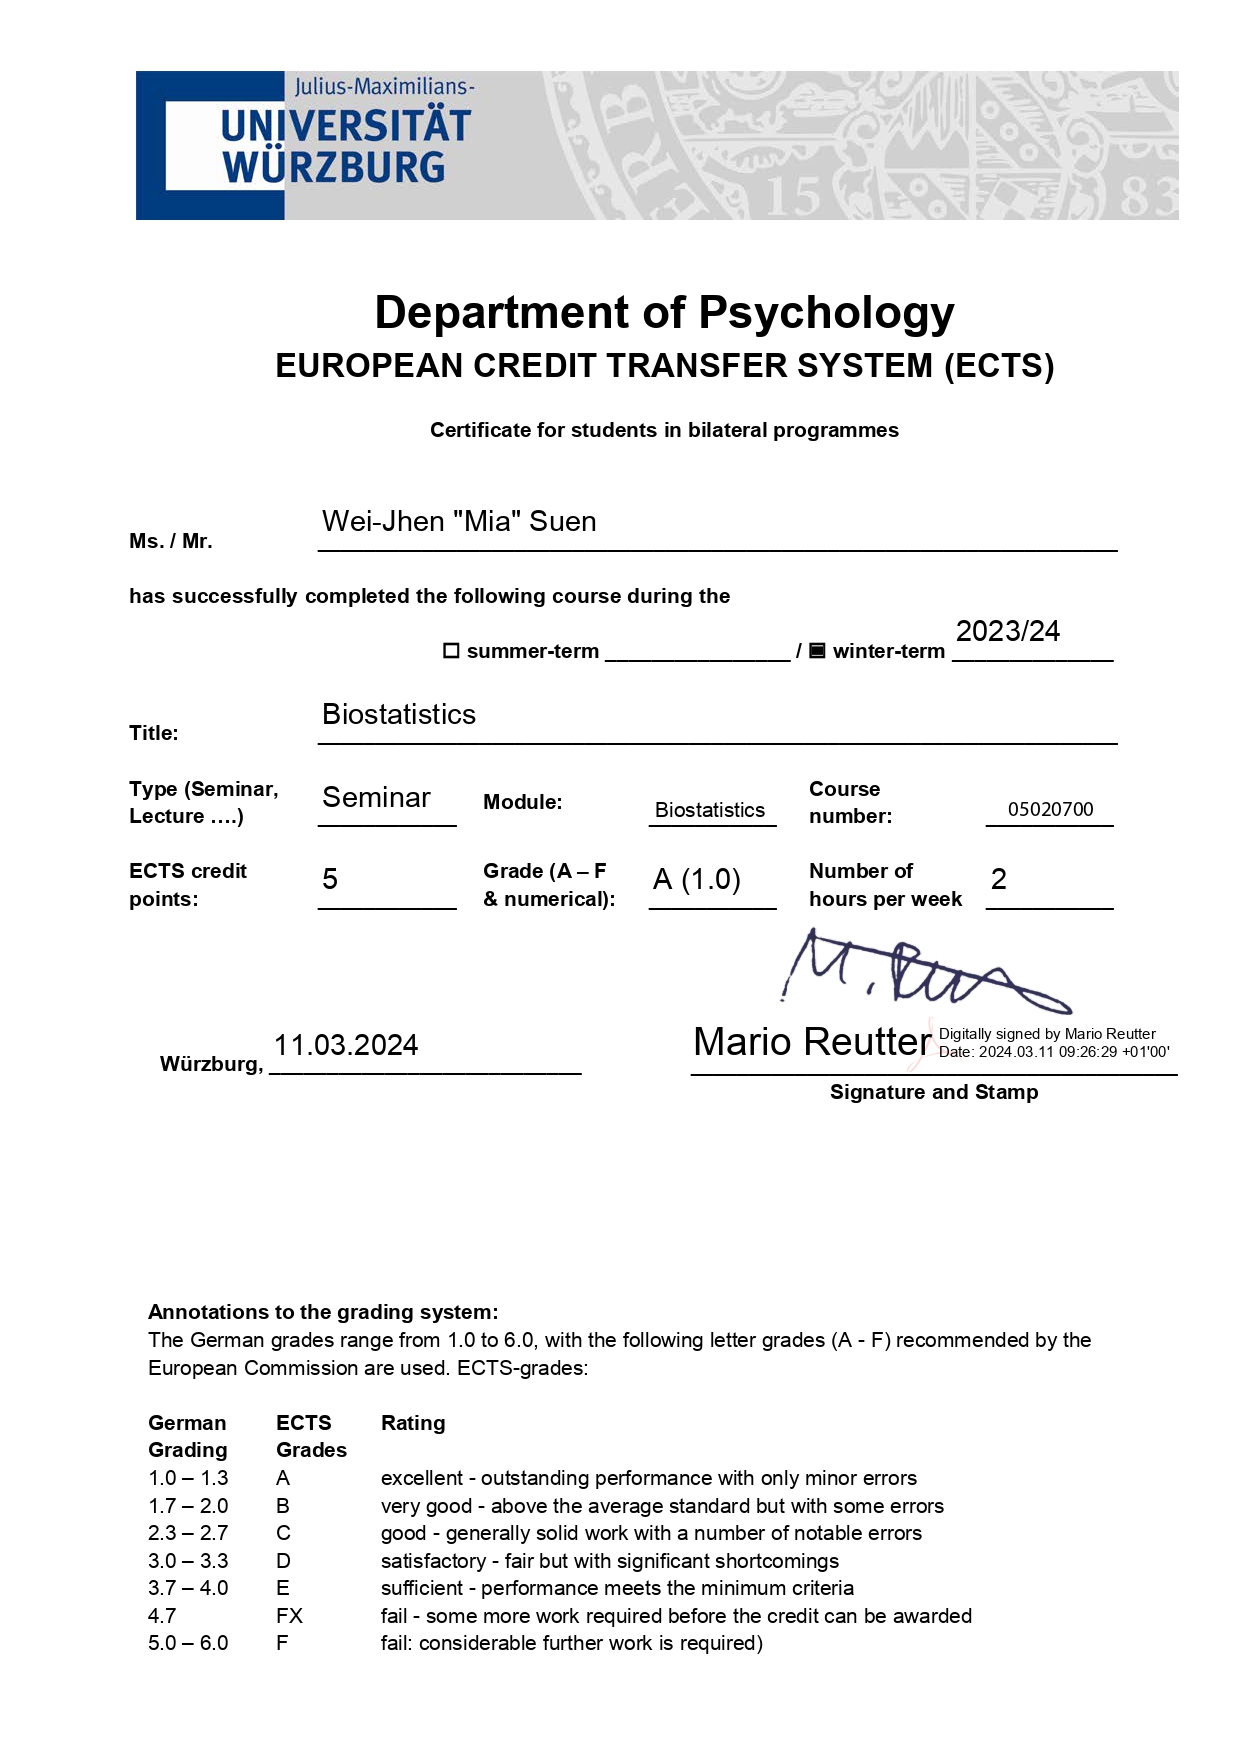 Julius-Maximilians-
UNIVERSITÄT
WÜRZBURG
ERB
15
83
Department of Psychology
EUROPEAN CREDIT TRANSFER SYSTEM (ECTS)
Certificate for students in bilateral programmes
Ms. / Mr. Wei-Jhen "Mia" Suen
has successfully completed the following course during the
☐ summer-term ________________ / ▣ winter-term 2023/24
Title: Biostatistics
Type (Seminar, Lecture ….) Seminar Module: Biostatistics Course number: 05020700
ECTS credit points: 5 Grade (A – F & numerical): A (1.0) Number of hours per week 2
M. Reu
Würzburg, 11.03.2024
Mario Reutter Digitally signed by Mario Reutter
Date: 2024.03.11 09:26:29 +01'00'
Signature and Stamp
Annotations to the grading system:
The German grades range from 1.0 to 6.0, with the following letter grades (A - F) recommended by the
European Commission are used. ECTS-grades:
German Grading ECTS Grades Rating
1.0 – 1.3 A excellent - outstanding performance with only minor errors
1.7 – 2.0 B very good - above the average standard but with some errors
2.3 – 2.7 C good - generally solid work with a number of notable errors
3.0 – 3.3 D satisfactory - fair but with significant shortcomings
3.7 – 4.0 E sufficient - performance meets the minimum criteria
4.7 FX fail - some more work required before the credit can be awarded
5.0 – 6.0 F fail: considerable further work is required)